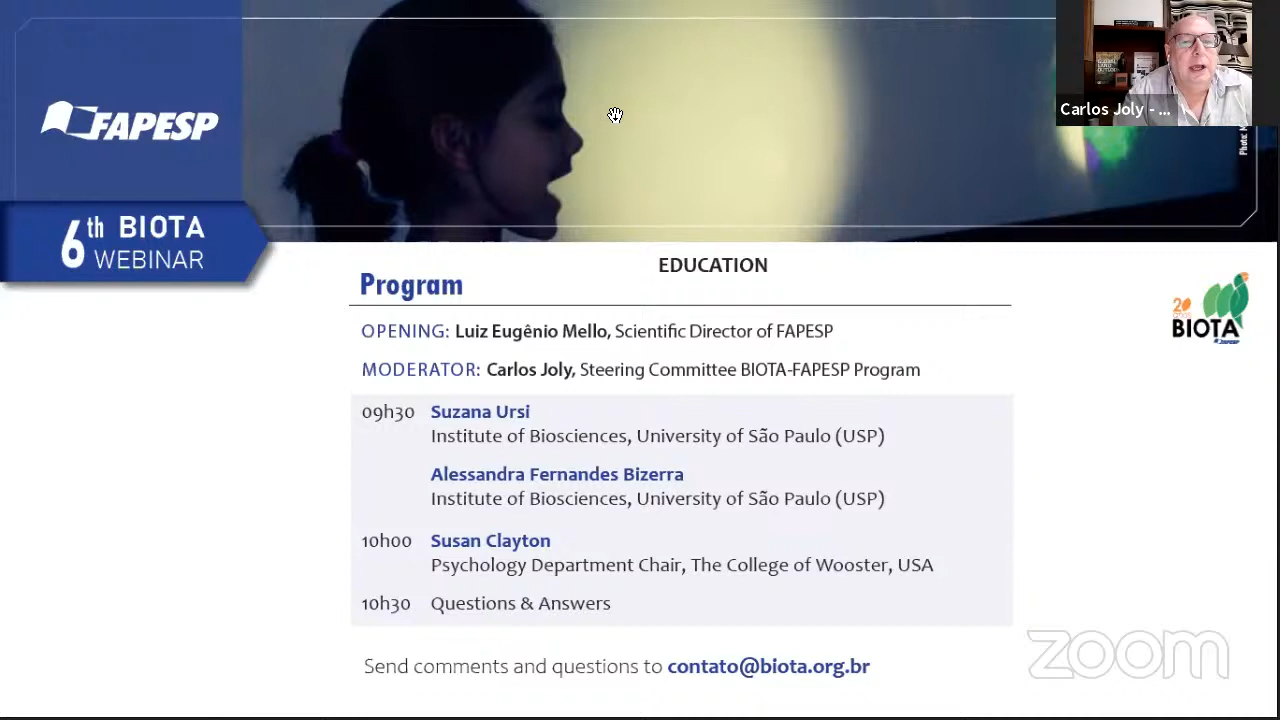 FAPESP
6th BIOTA
WEBINAR
Carlos Joly - ...
EDUCATION
Program
OPENING: Luiz Eugênio Mello, Scientific Director of FAPESP
MODERATOR: Carlos Joly, Steering Committee BIOTA-FAPESP Program
09h30 Suzana Ursi
Institute of Biosciences, University of São Paulo (USP)
Alessandra Fernandes Bizerra
Institute of Biosciences, University of São Paulo (USP)
10h00 Susan Clayton
Psychology Department Chair, The College of Wooster, USA
10h30 Questions & Answers
Send comments and questions to contato@biota.org.br
20
anos
BIOTA
FAPESP
zoom